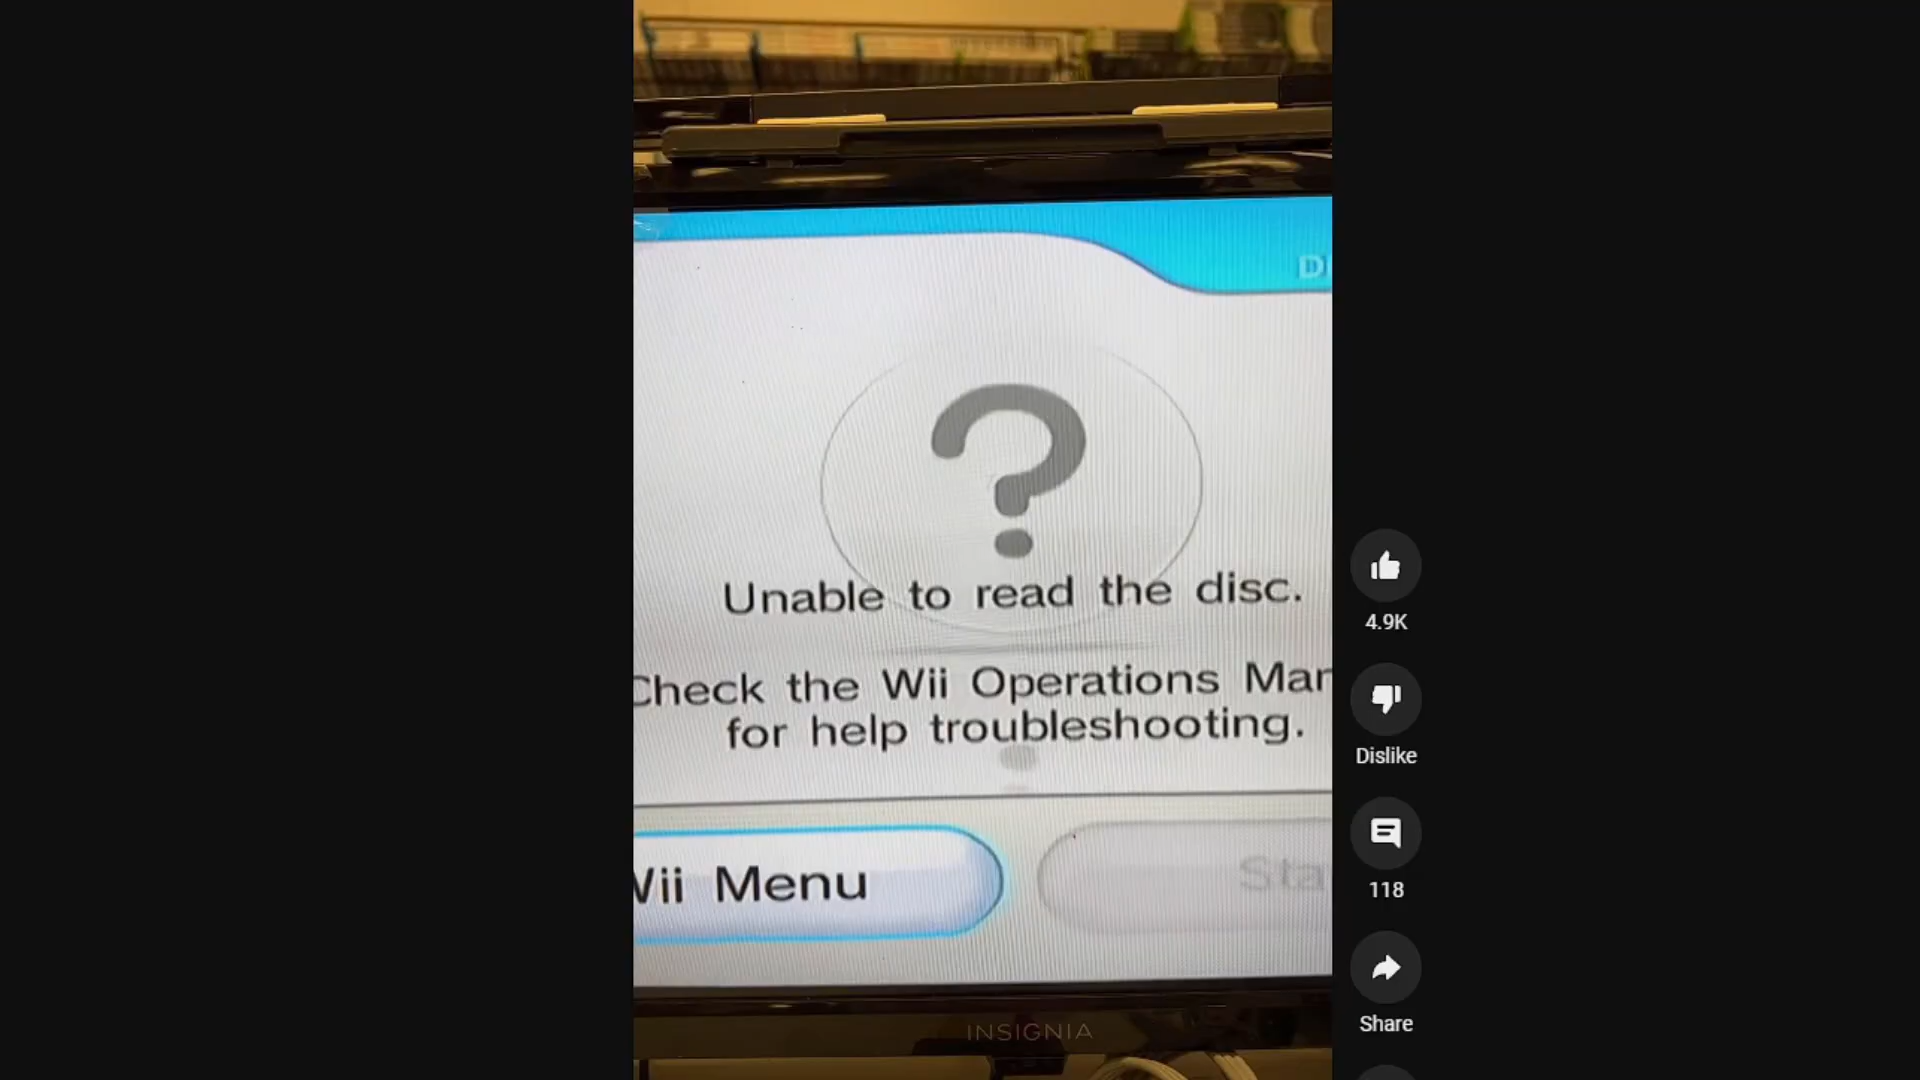 Unable to read the disc.
Check the Wii Operations
for help troubleshooting.
Wii Menu
INSIGNIA
4.9K
Dislike
118
Share